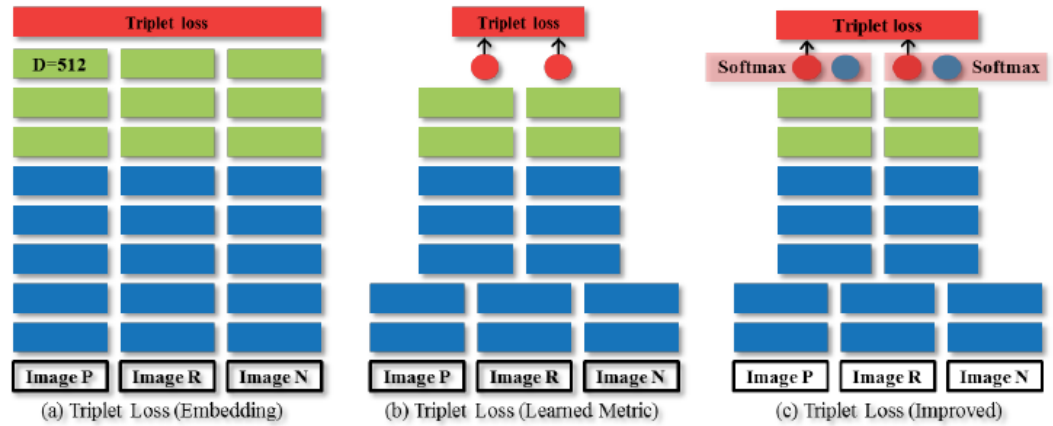 Triplet loss
D=512
Image P
Image R
Image N
(a) Triplet Loss (Embedding)
Triplet loss
Image P
Image R
Image N
(b) Triplet Loss (Learned Metric)
Triplet loss
Softmax
Softmax
Image P
Image R
Image N
(c) Triplet Loss (Improved)